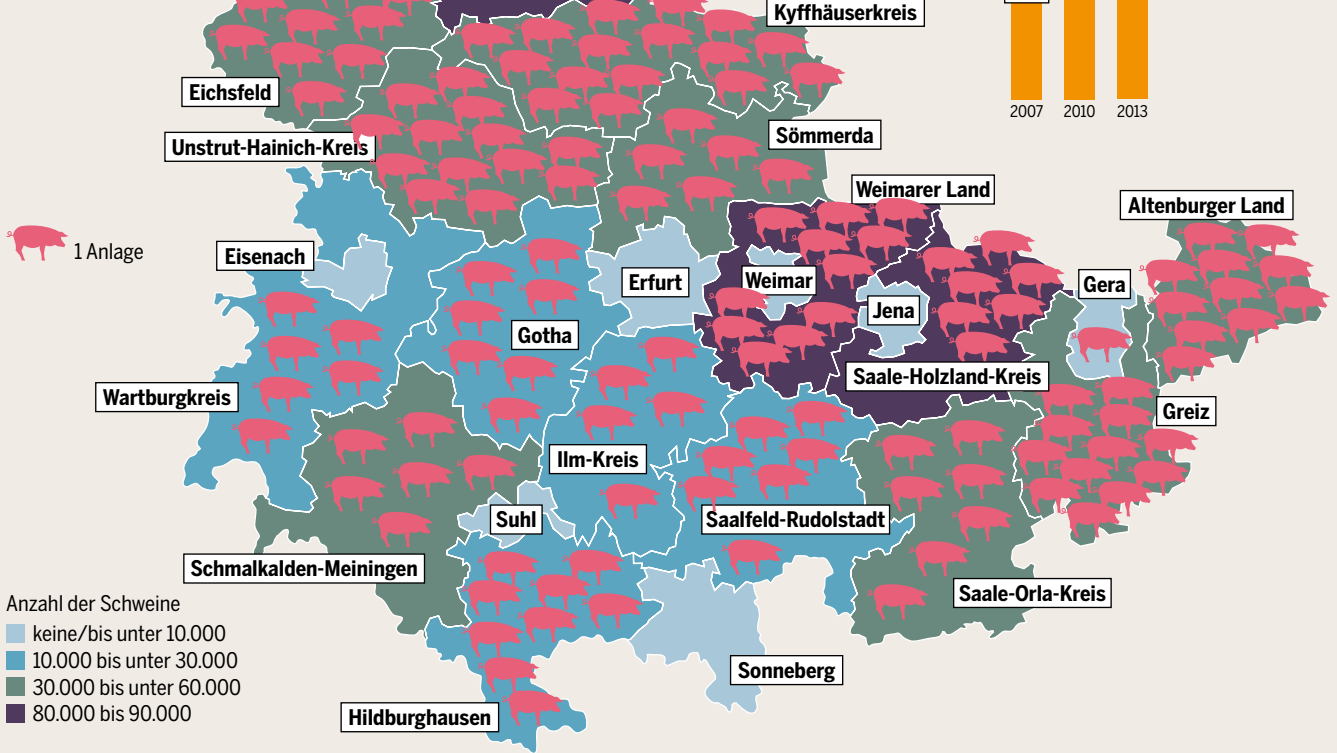 Kyffhäuserkreis
2007 2010 2013
Eichsfeld
Sömmerda
Unstrut-Hainich-Kreis
Weimarer Land
Altenburger Land
1 Anlage
Eisenach
Erfurt
Weimar
Gera
Jena
Gotha
Saale-Holzland-Kreis
Wartburgkreis
Greiz
Ilm-Kreis
Suhl
Saalfeld-Rudolstadt
Schmalkalden-Meiningen
Saale-Orla-Kreis
Anzahl der Schweine
keine/bis unter 10.000
10.000 bis unter 30.000
30.000 bis unter 60.000
80.000 bis 90.000
Sonneberg
Hildburghausen